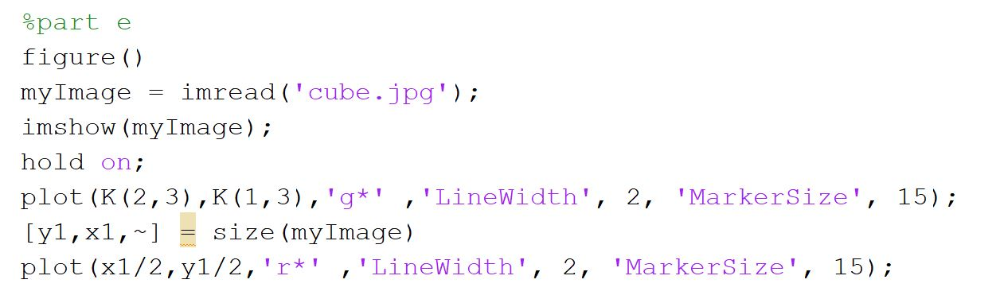 %part e
figure()
myImage = imread('cube.jpg');
imshow(myImage);
hold on;
plot(K(2,3),K(1,3),'g*' ,'LineWidth', 2, 'MarkerSize', 15);
[y1,x1,~] = size(myImage)
plot(x1/2,y1/2,'r*' ,'LineWidth', 2, 'MarkerSize', 15);